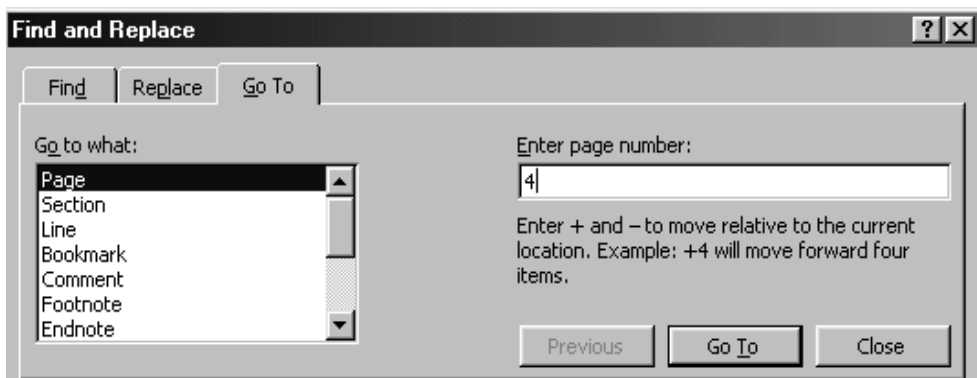 Find and Replace
Find Replace Go To
Go to what:
Page
Section
Line
Bookmark
Comment
Footnote
Endnote
Enter page number:
4
Enter + and – to move relative to the current
location. Example: +4 will move forward four
items.
Previous Go To Close